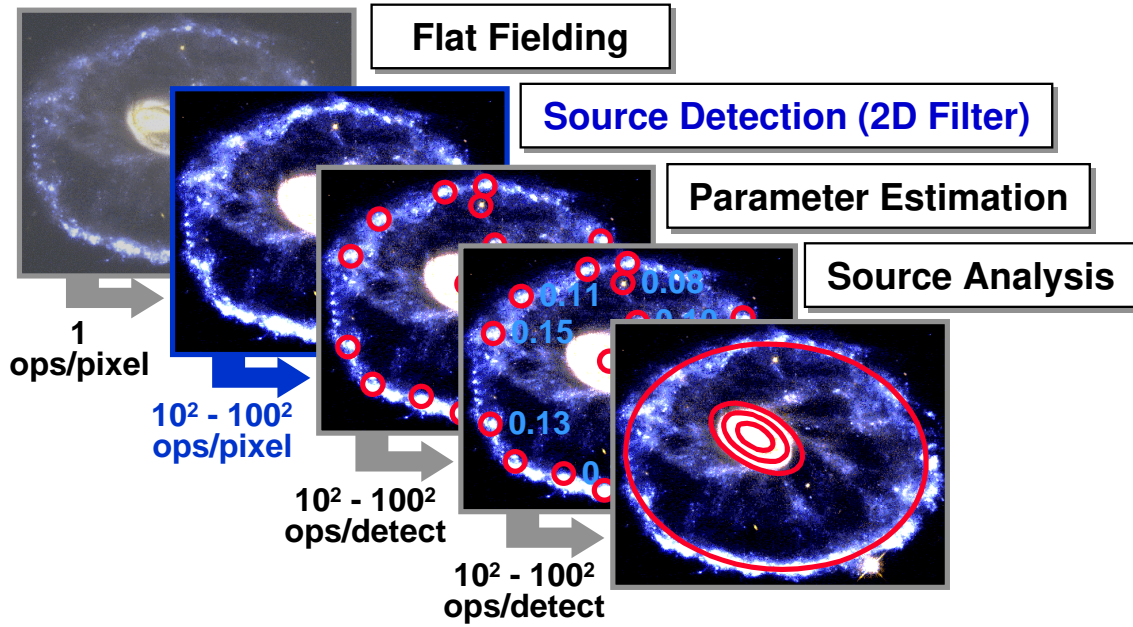 Flat Fielding
Source Detection (2D Filter)
Parameter Estimation
Source Analysis
1
ops/pixel
10² - 100²
ops/pixel
10² - 100²
ops/detect
10² - 100²
ops/detect
0.11
0.08
0.15
0.13
0